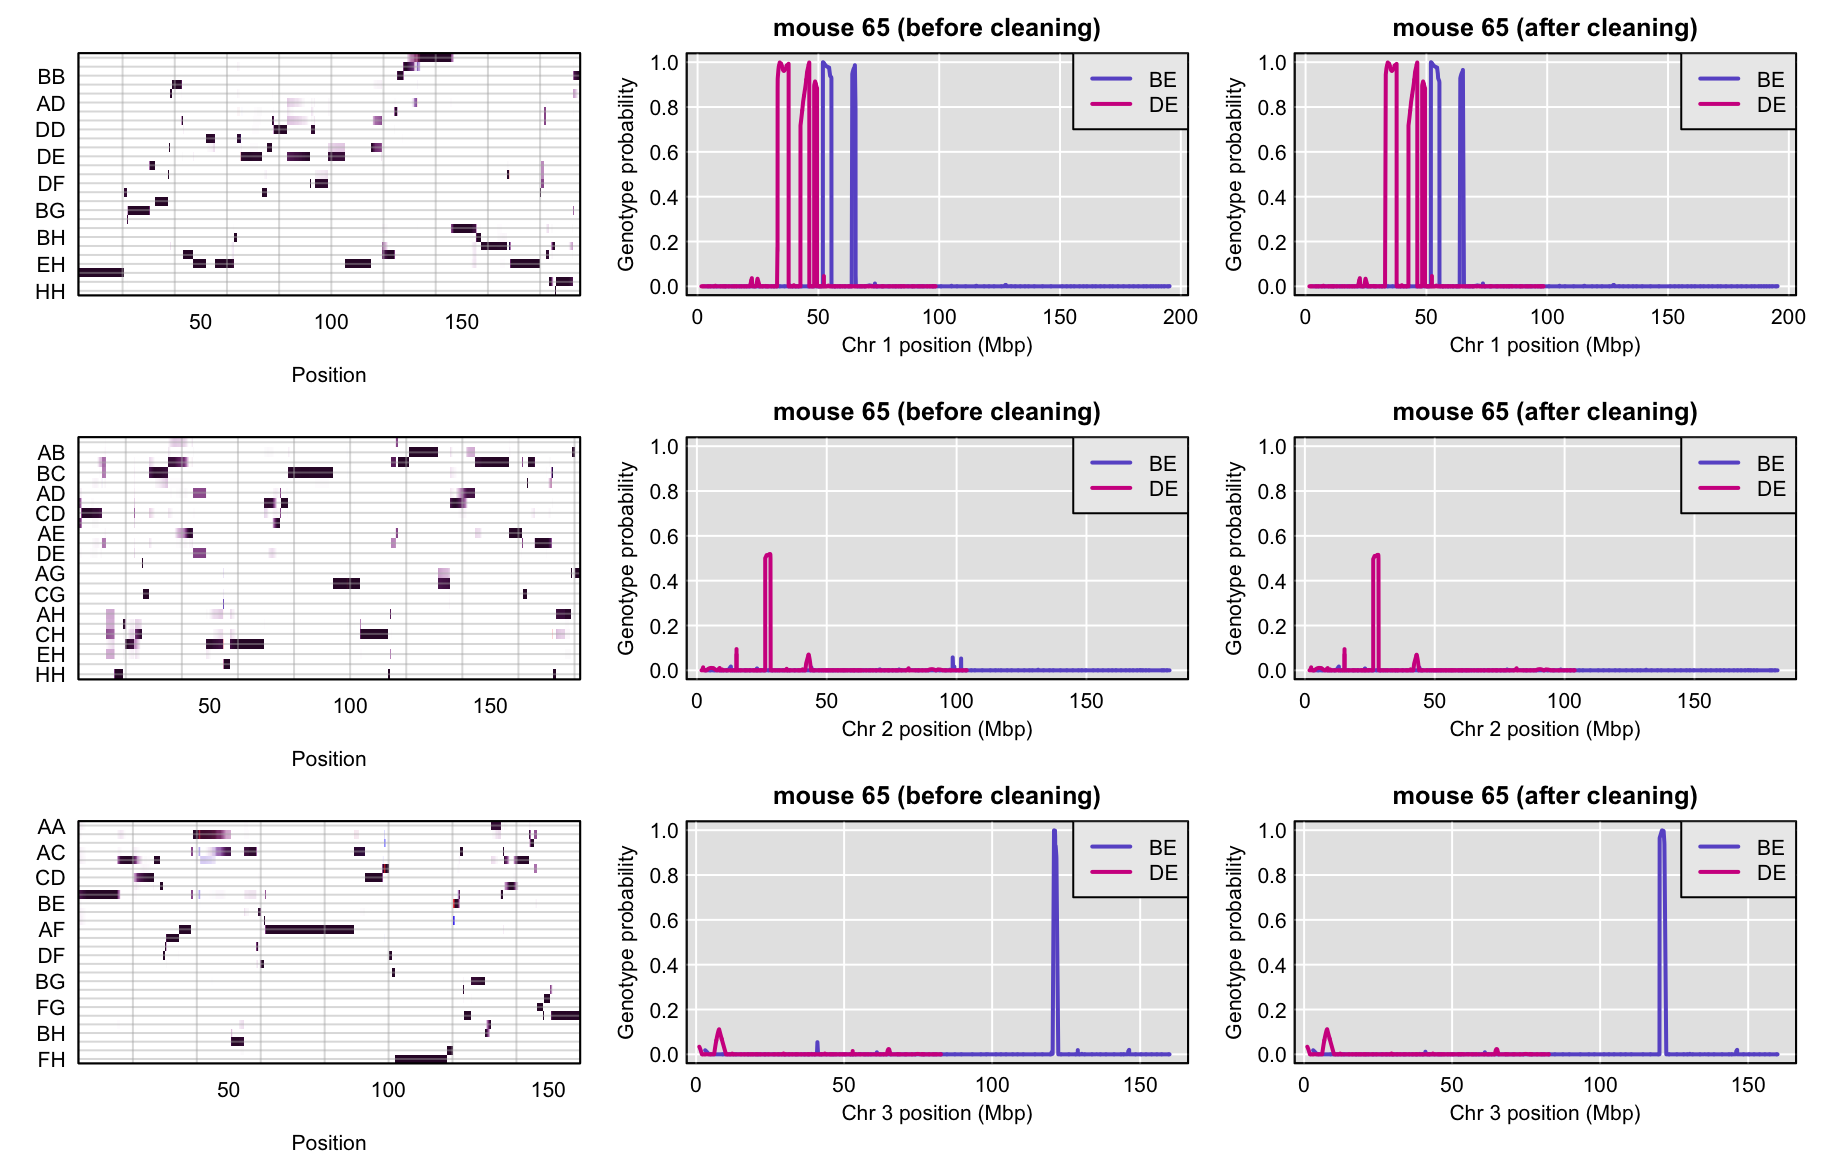 BB
AD
DD
DE
DF
BG
BH
EH
HH
50 100 150
Position
mouse 65 (before cleaning)
Genotype probability
1.0
0.8
0.6
0.4
0.2
0.0
BE
DE
0 50 100 150 200
Chr 1 position (Mbp)
mouse 65 (after cleaning)
Genotype probability
1.0
0.8
0.6
0.4
0.2
0.0
BE
DE
0 50 100 150 200
Chr 1 position (Mbp)
AB
BC
AD
CD
AE
DE
AG
CG
AH
CH
EH
HH
50 100 150
Position
mouse 65 (before cleaning)
Genotype probability
1.0
0.8
0.6
0.4
0.2
0.0
BE
DE
0 50 100 150
Chr 2 position (Mbp)
mouse 65 (after cleaning)
Genotype probability
1.0
0.8
0.6
0.4
0.2
0.0
BE
DE
0 50 100 150
Chr 2 position (Mbp)
AA
AC
CD
BE
AF
DF
BG
FG
BH
FH
50 100 150
Position
mouse 65 (before cleaning)
Genotype probability
1.0
0.8
0.6
0.4
0.2
0.0
BE
DE
0 50 100 150
Chr 3 position (Mbp)
mouse 65 (after cleaning)
Genotype probability
1.0
0.8
0.6
0.4
0.2
0.0
BE
DE
0 50 100 150
Chr 3 position (Mbp)